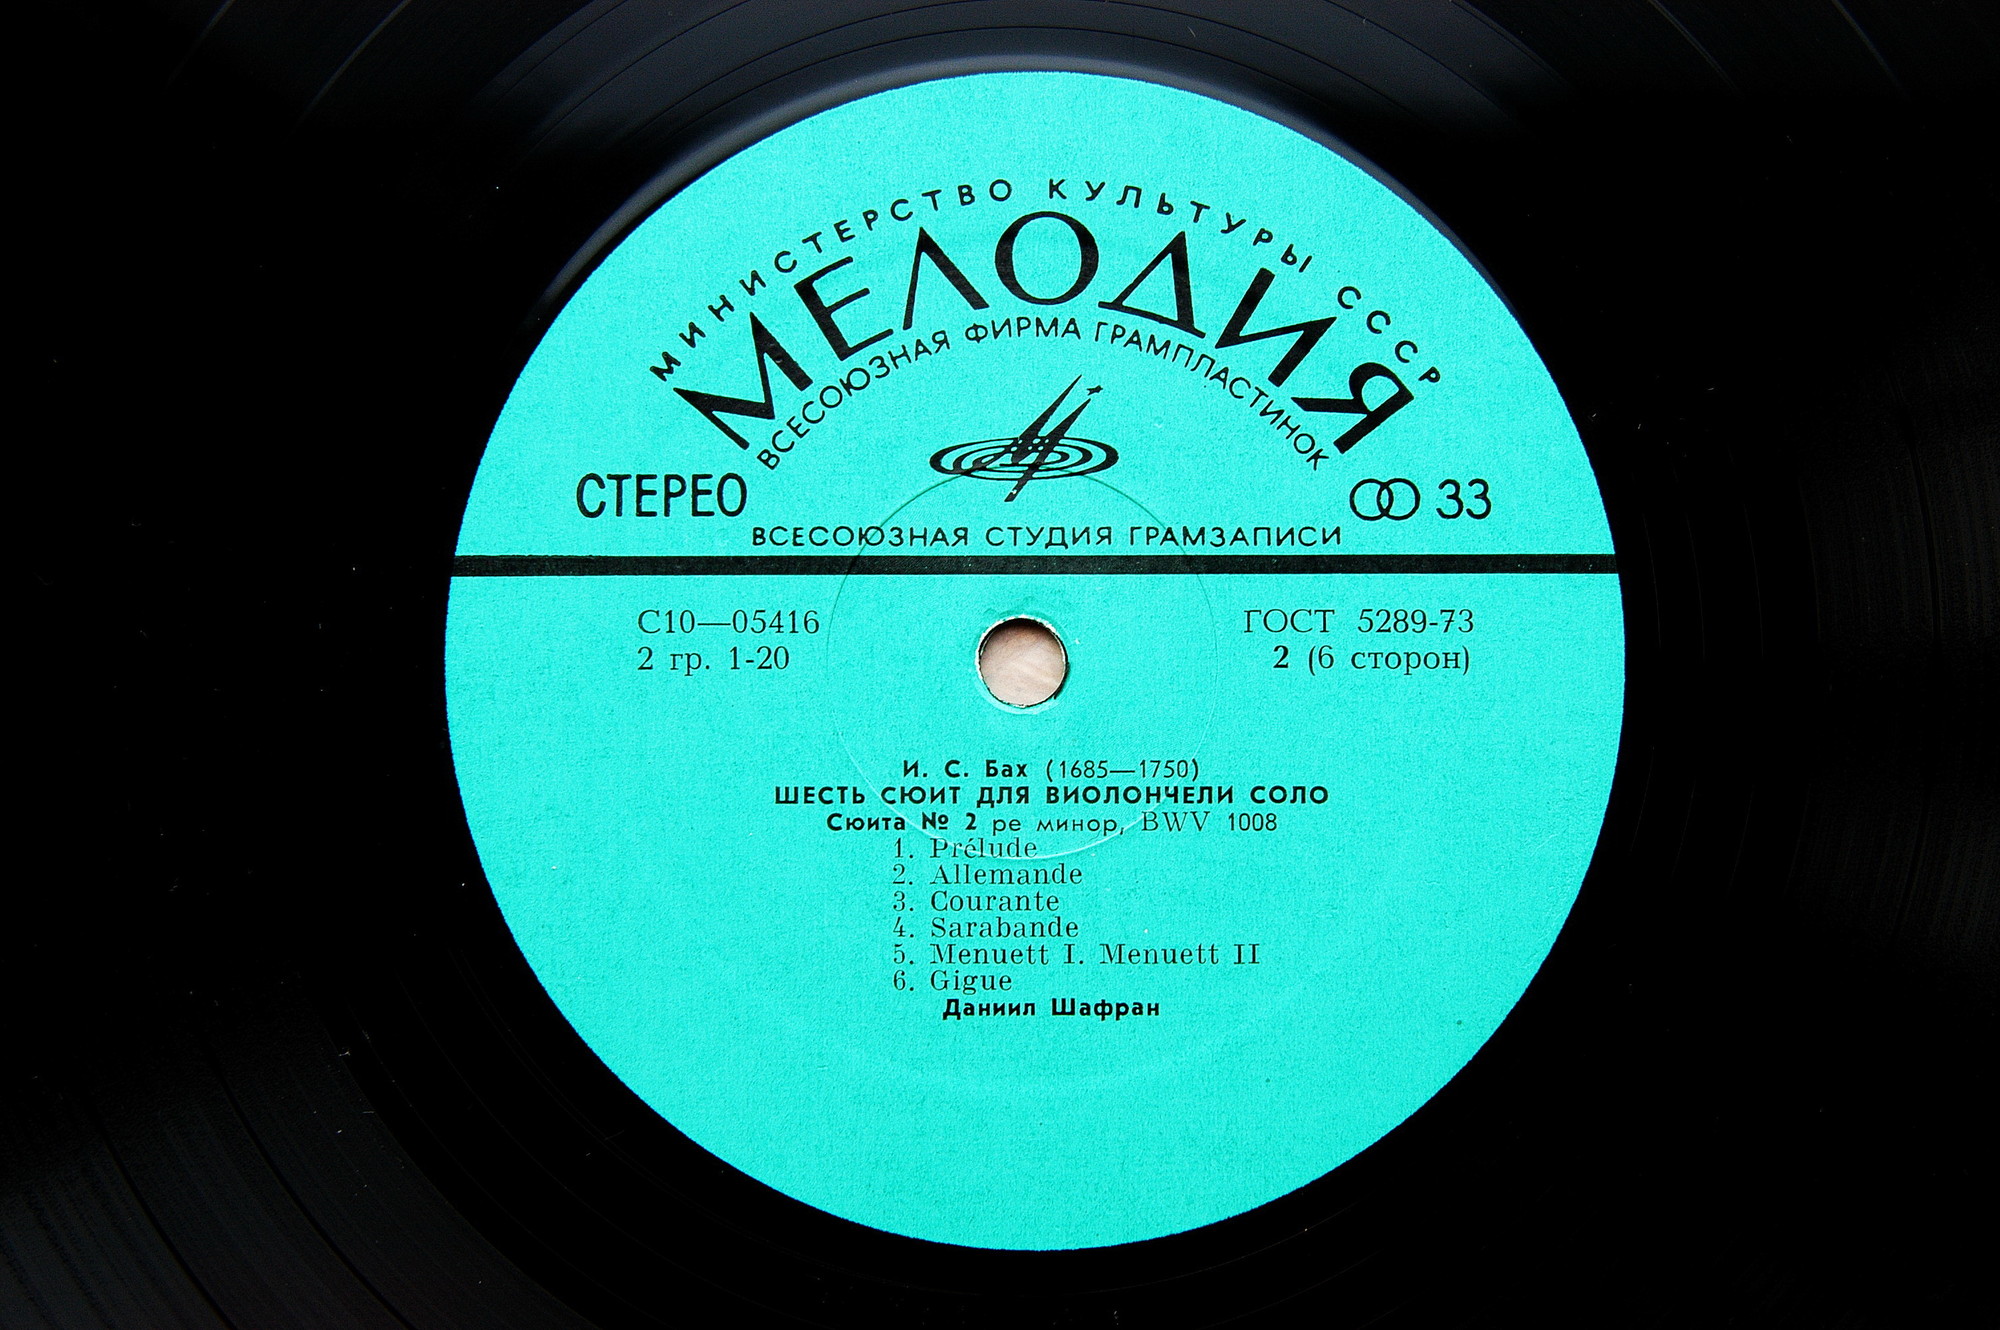 МИНИСТЕРСТВО КУЛЬТУРЫ СССР
МЕЛОДИЯ
ВСЕСОЮЗНАЯ ФИРМА ГРАМПЛАСТИНОК
СТЕРЕО
33
ВСЕСОЮЗНАЯ СТУДИЯ ГРАМЗАПИСИ
С10—05416
ГОСТ 5289-73
2 гр. 1-20
2 (6 сторон)
И. С. Бах (1685—1750)
ШЕСТЬ СЮИТ ДЛЯ ВИОЛОНЧЕЛИ СОЛО
Сюита № 2 ре минор, BWV 1008
1. Prélude
2. Allemande
3. Courante
4. Sarabande
5. Menuett I. Menuett II
6. Gigue
Даниил Шафран